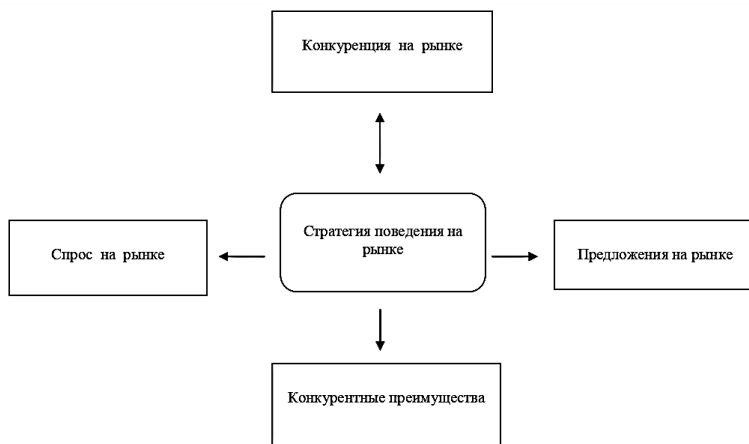 Конкуренция на рынке
Стратегия поведения на
рынке
Спрос на рынке
Предложения на рынке
Конкурентные преимущества